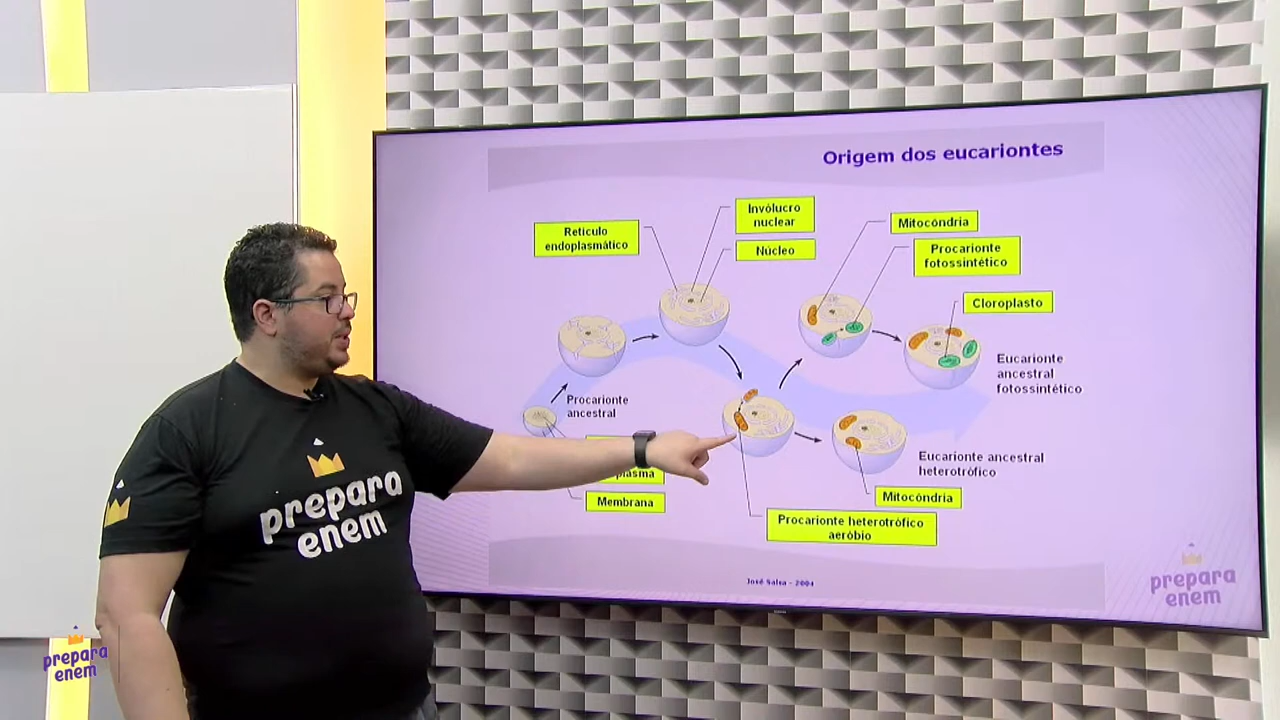 Origem dos eucariontes
Invólucro
nuclear
Núcleo
Retículo
endoplasmático
Mitocôndria
Procarionte
fotossintético
Cloroplasto
Eucarionte
ancestral
fotossintético
Procarionte
ancestral
Membrana
Eucarionte ancestral
heterotrófico
Mitocôndria
Procarionte heterotrófico
aeróbio
José Salsa - 2004
prepara
enem
prepara
enem
prepara
enem